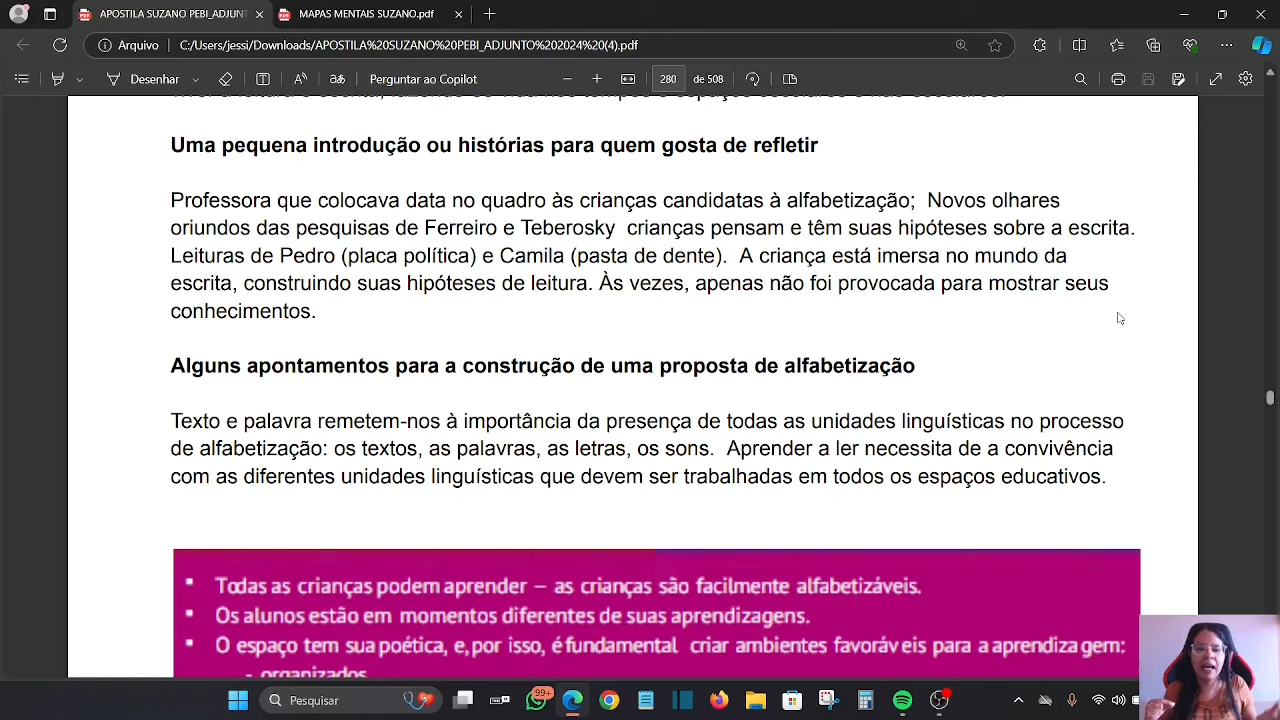 APOSTILA SUZANO PEBI_ADJUNT
MAPAS MENTAIS SUZANO.pdf
Arquivo
C:/Users/jessi/Downloads/APOSTILA%20SUZANO%20PEBI_ADJUNTO%202024%20(4).pdf
Desenhar
Perguntar ao Copilot
280
de 508
Uma pequena introdução ou histórias para quem gosta de refletir
Professora que colocava data no quadro às crianças candidatas à alfabetização; Novos olhares
oriundos das pesquisas de Ferreiro e Teberosky crianças pensam e têm suas hipóteses sobre a escrita.
Leituras de Pedro (placa política) e Camila (pasta de dente). A criança está imersa no mundo da
escrita, construindo suas hipóteses de leitura. Às vezes, apenas não foi provocada para mostrar seus
conhecimentos.
Alguns apontamentos para a construção de uma proposta de alfabetização
Texto e palavra remetem-nos à importância da presença de todas as unidades linguísticas no processo
de alfabetização: os textos, as palavras, as letras, os sons. Aprender a ler necessita de a convivência
com as diferentes unidades linguísticas que devem ser trabalhadas em todos os espaços educativos.
Todas as crianças podem aprender – as crianças são facilmente alfabetizáveis.
Os alunos estão em momentos diferentes de suas aprendizagens.
O espaço tem sua poética, e, por isso, é fundamental criar ambientes favoráveis para a aprendizagem:
- organizados
Pesquisar
99+